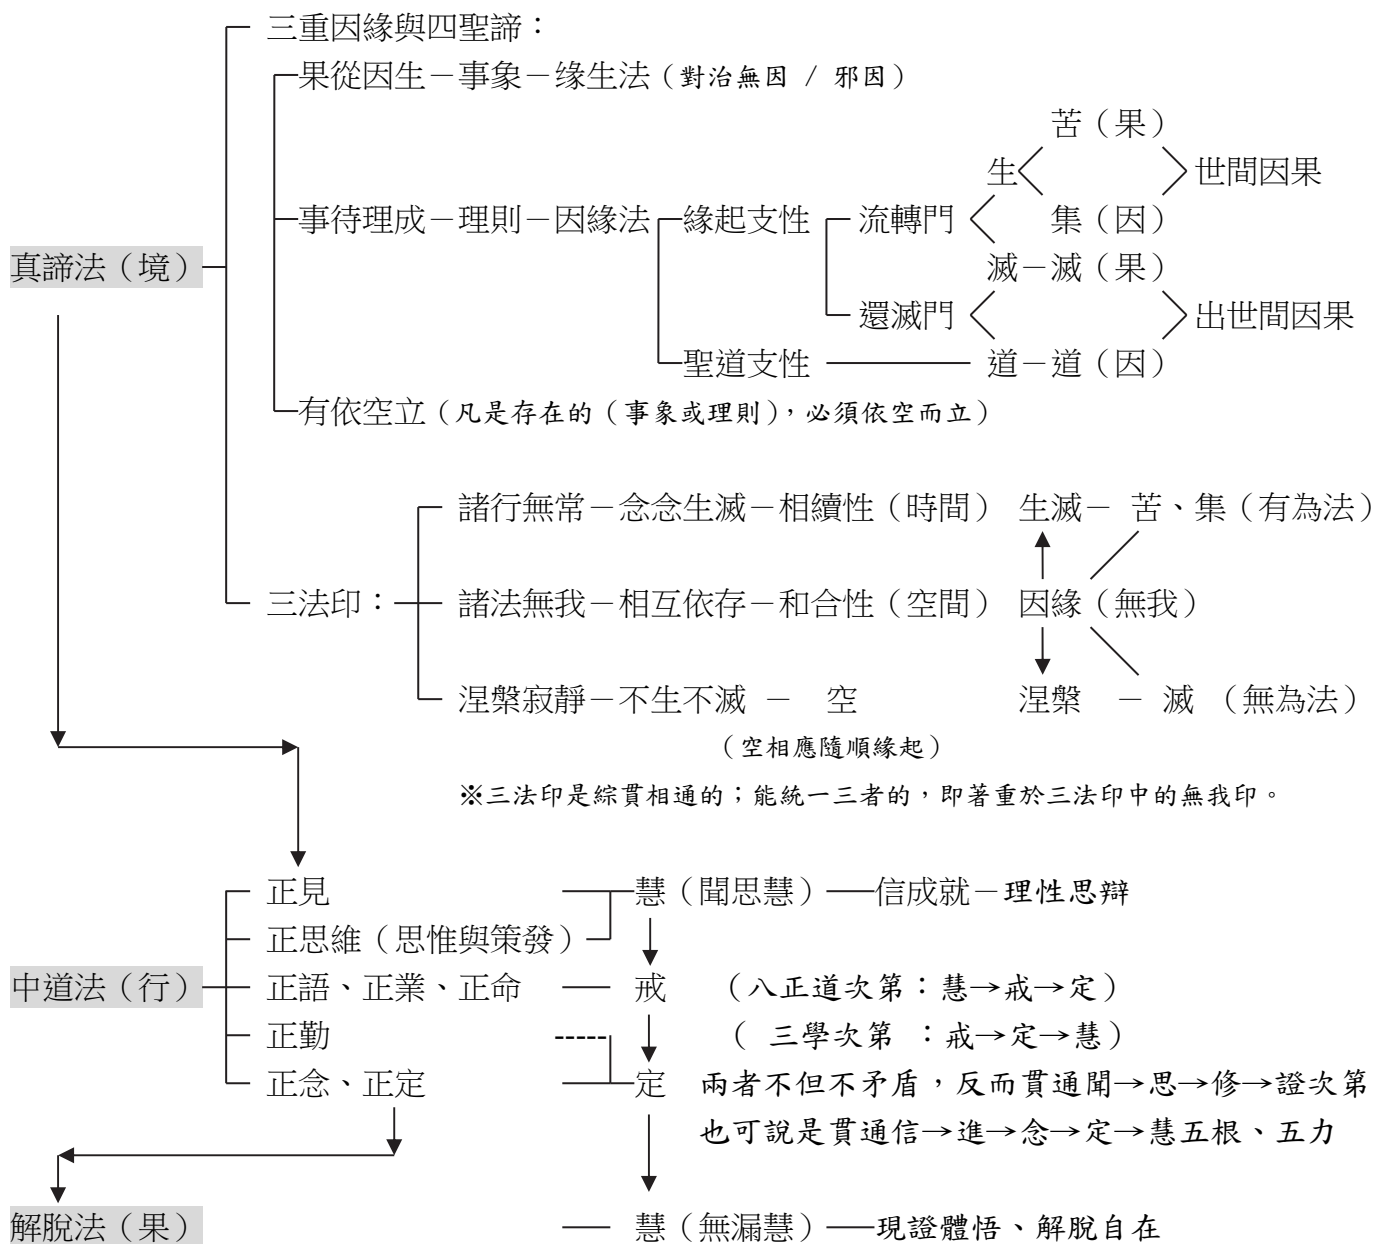 三重因緣與四聖諦：
果從因生－事象－缘生法（對治無因 / 邪因）
苦（果）
生 世間因果
事待理成－理則－因緣法 緣起支性 流轉門 集（因）
真諦法（境） 滅－滅（果）
還滅門 出世間因果
聖道支性 道－道（因）
有依空立（凡是存在的（事象或理則），必須依空而立）
諸行無常－念念生滅－相續性（時間） 生滅－ 苦、集（有為法）
三法印： 諸法無我－相互依存－和合性（空間） 因緣（無我）
涅槃寂靜－不生不滅 － 空 涅槃 － 滅 （無為法）
（空相應隨順緣起）
※三法印是綜貫相通的；能統一三者的，即著重於三法印中的無我印。
正見 慧（聞思慧）──信成就－理性思辯
正思維（思惟與策發）
中道法（行） 正語、正業、正命 戒 （八正道次第：慧→戒→定）
正勤 （ 三學次第 ：戒→定→慧）
正念、正定 定 兩者不但不矛盾，反而貫通聞→思→修→證次第
也可說是貫通信→進→念→定→慧五根、五力
解脫法（果） 慧（無漏慧）──現證體悟、解脫自在